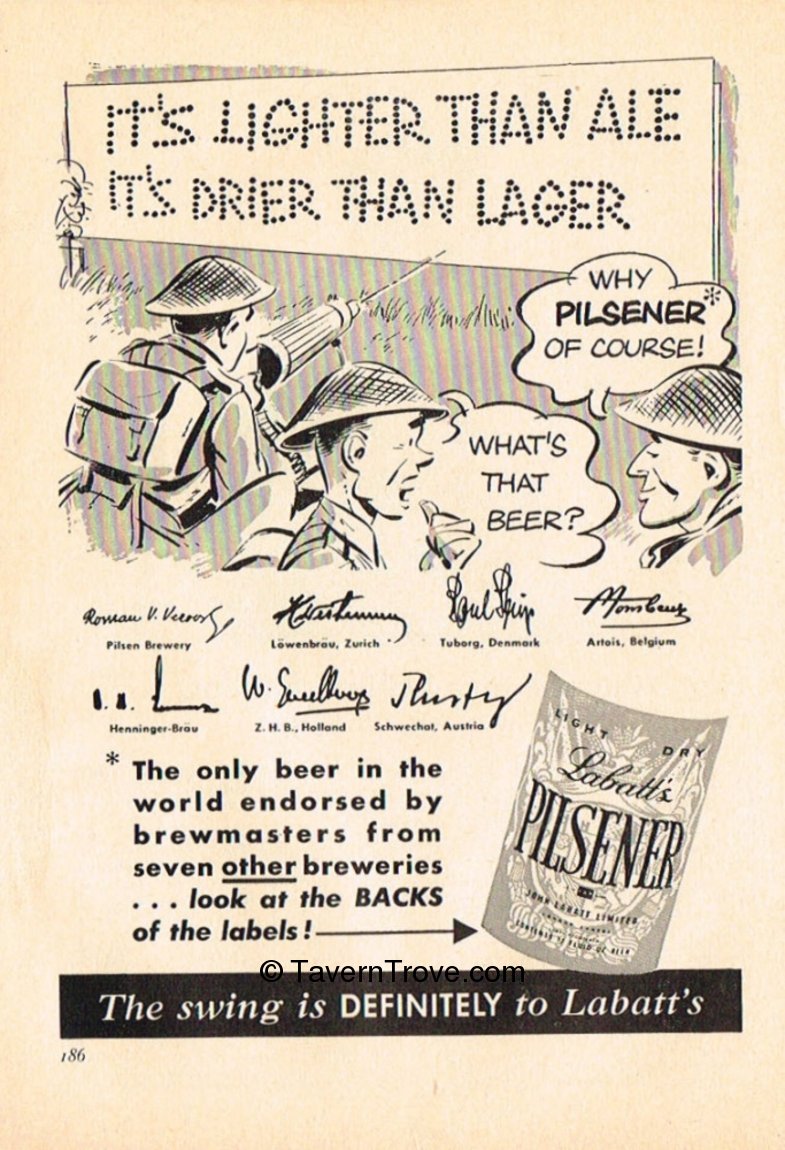 IT'S LIGHTER THAN ALE
IT'S DRIER THAN LAGER
WHY
PILSENER*
OF COURSE!
WHAT'S
THAT
BEER?
Pilsen Brewery
Löwenbräu, Zurich
Tuborg, Denmark
Artois, Belgium
Henninger-Bräu
Z. H. B., Holland
Schwechat, Austria
* The only beer in the
world endorsed by
brewmasters from
seven other breweries
. . . look at the BACKS
of the labels!
LIGHT DRY
Labatt's
PILSENER
JOHN LABATT LIMITED
© TavernTrove.com
The swing is DEFINITELY to Labatt's
186